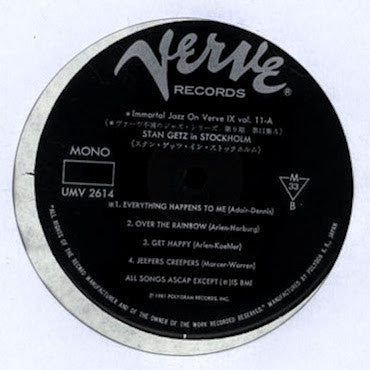 Verve
RECORDS ®
* Immortal Jazz On Verve IX vol. 11-A
(*ヴァーヴ不滅のジャズ・シリーズ 第9期 第11集A)
STAN GETZ in STOCKHOLM
(スタン・ゲッツ・イン・ストックホルム)
MONO
UMV 2614
M
33
B
※1. EVERYTHING HAPPENS TO ME (Adair-Dennis)
2. OVER THE RAINBOW (Arlen-Harburg)
3. GET HAPPY (Arlen-Koehler)
4. JEEPERS CREEPERS (Mercer-Warren)
ALL SONGS ASCAP EXCEPT (※)IS BMI
℗ 1981 POLYGRAM RECORDS, INC.
"ALL RIGHTS OF THE RECORD MANUFACTURER AND OF THE OWNER OF THE WORK RECORDED RESERVED." MANUFACTURED BY POLYDOR K.K., JAPAN